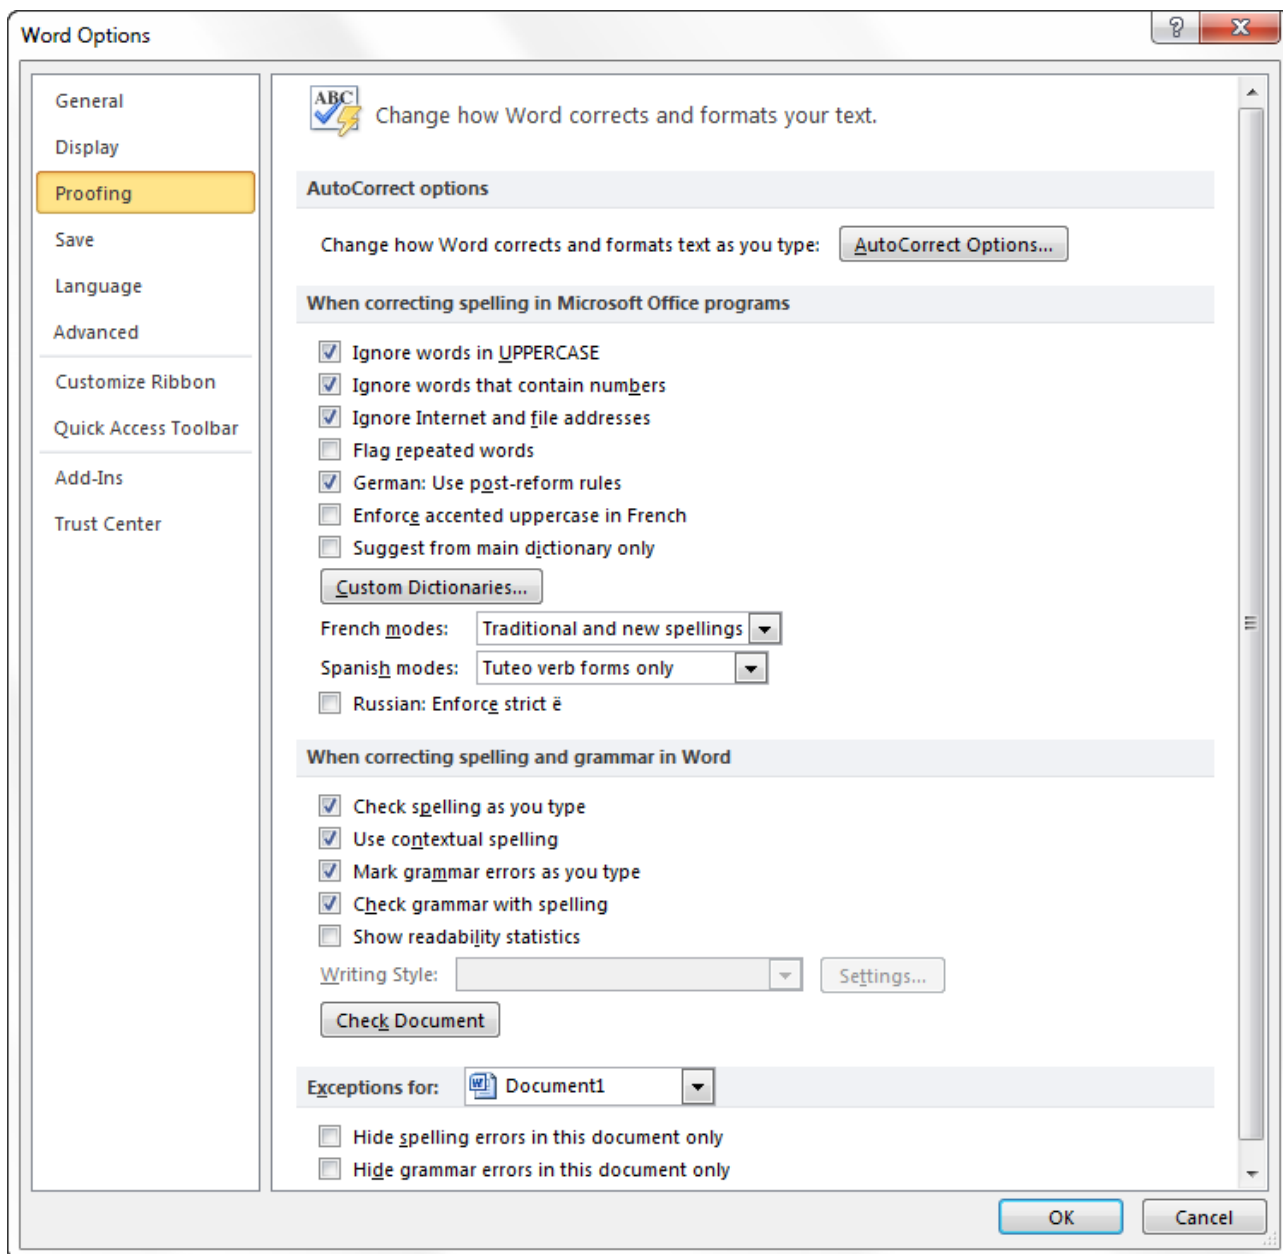 Word Options
General
Display
Proofing
Save
Language
Advanced
Customize Ribbon
Quick Access Toolbar
Add-Ins
Trust Center
ABC
Change how Word corrects and formats your text.
AutoCorrect options
Change how Word corrects and formats text as you type: AutoCorrect Options...
When correcting spelling in Microsoft Office programs
Ignore words in UPPERCASE
Ignore words that contain numbers
Ignore Internet and file addresses
Flag repeated words
German: Use post-reform rules
Enforce accented uppercase in French
Suggest from main dictionary only
Custom Dictionaries...
French modes: Traditional and new spellings
Spanish modes: Tuteo verb forms only
Russian: Enforce strict ë
When correcting spelling and grammar in Word
Check spelling as you type
Use contextual spelling
Mark grammar errors as you type
Check grammar with spelling
Show readability statistics
Writing Style: Settings...
Check Document
Exceptions for: Document1
Hide spelling errors in this document only
Hide grammar errors in this document only
OK Cancel